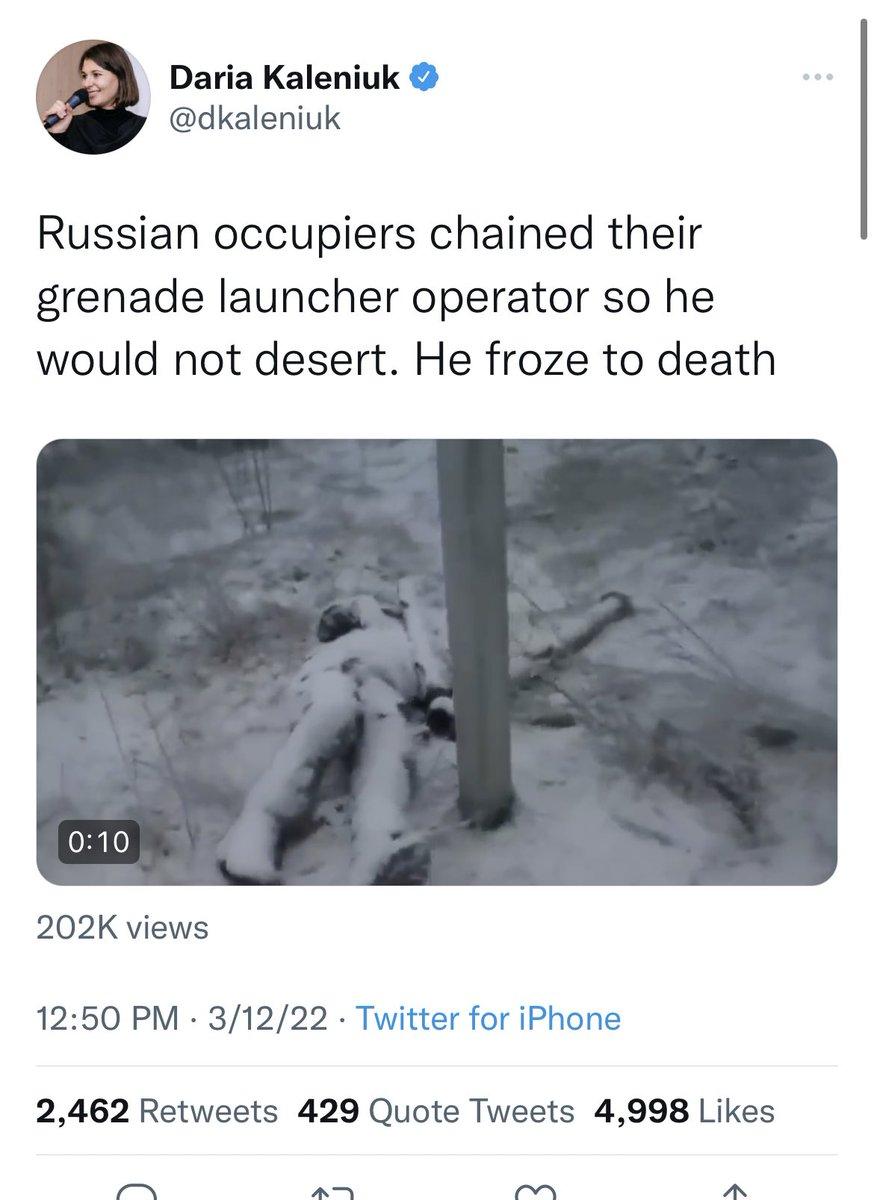 Daria Kaleniuk
@dkaleniuk
Russian occupiers chained their
grenade launcher operator so he
would not desert. He froze to death
0:10
202K views
12:50 PM · 3/12/22 · Twitter for iPhone
2,462 Retweets 429 Quote Tweets 4,998 Likes